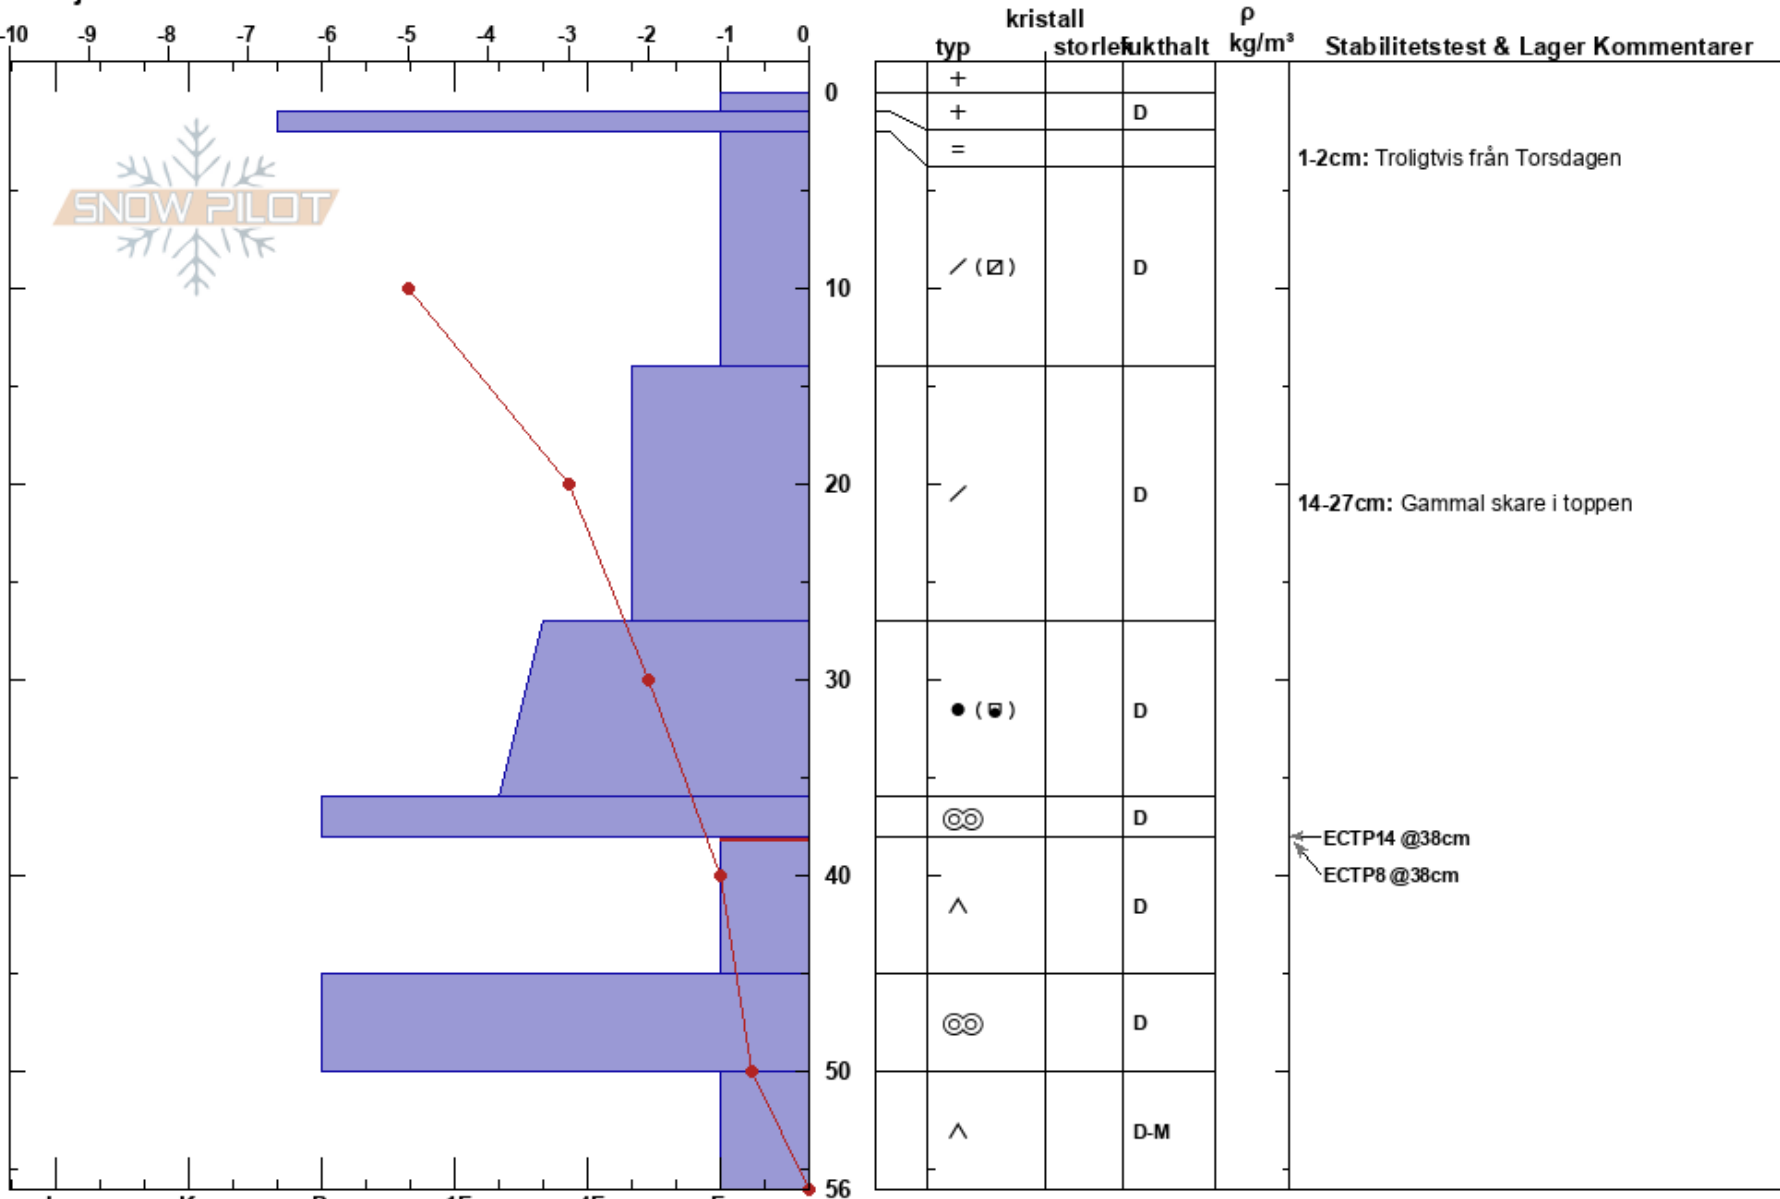 kristall ρ
-10 -9 -8 -7 -6 -5 -4 -3 -2 -1 0 typ storlek fukthalt kg/m³ Stabilitetstest & Lager Kommentarer
+
0
+ D
=
1-2cm: Troligtvis från Torsdagen
SNOW PILOT
/ (⧄) D
10
20
/ D
14-27cm: Gammal skare i toppen
30
● ( ) D
D
ECTP14 @38cm
40
ECTP8 @38cm
∧ D
D
50
∧ D-M
56